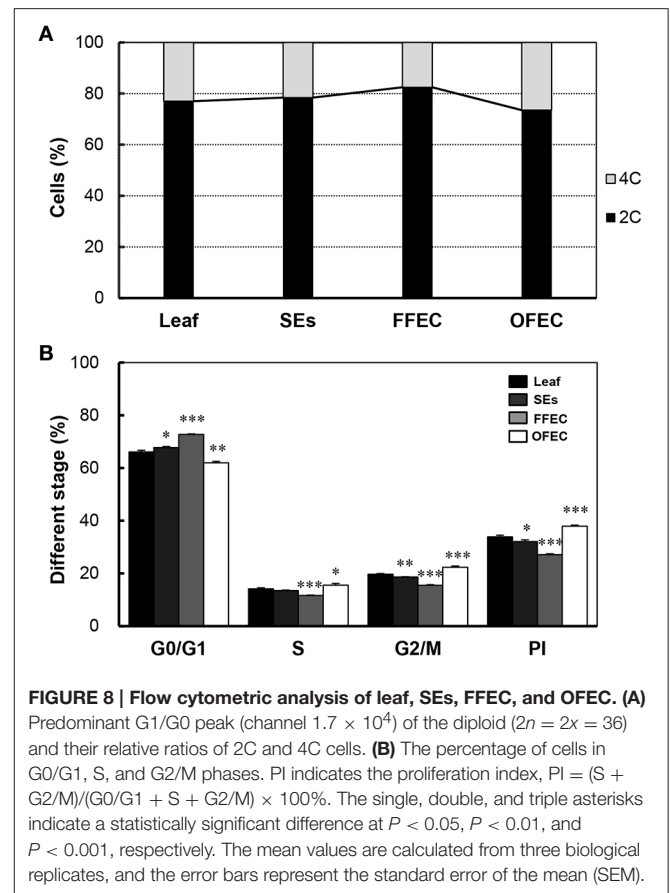 A
100
80
60
40
20
0
Cells (%)
4C
2C
Leaf SEs FFEC OFEC
B
100
80
60
40
20
0
Different stage (%)
Leaf
SEs
FFEC
OFEC
* *** **
*** *
** *** ***
* *** ***
G0/G1 S G2/M PI
FIGURE 8 | Flow cytometric analysis of leaf, SEs, FFEC, and OFEC. (A)
Predominant G1/G0 peak (channel 1.7 × 10⁴) of the diploid (2n = 2x = 36)
and their relative ratios of 2C and 4C cells. (B) The percentage of cells in
G0/G1, S, and G2/M phases. PI indicates the proliferation index, PI = (S +
G2/M)/(G0/G1 + S + G2/M) × 100%. The single, double, and triple asterisks
indicate a statistically significant difference at P < 0.05, P < 0.01, and
P < 0.001, respectively. The mean values are calculated from three biological
replicates, and the error bars represent the standard error of the mean (SEM).